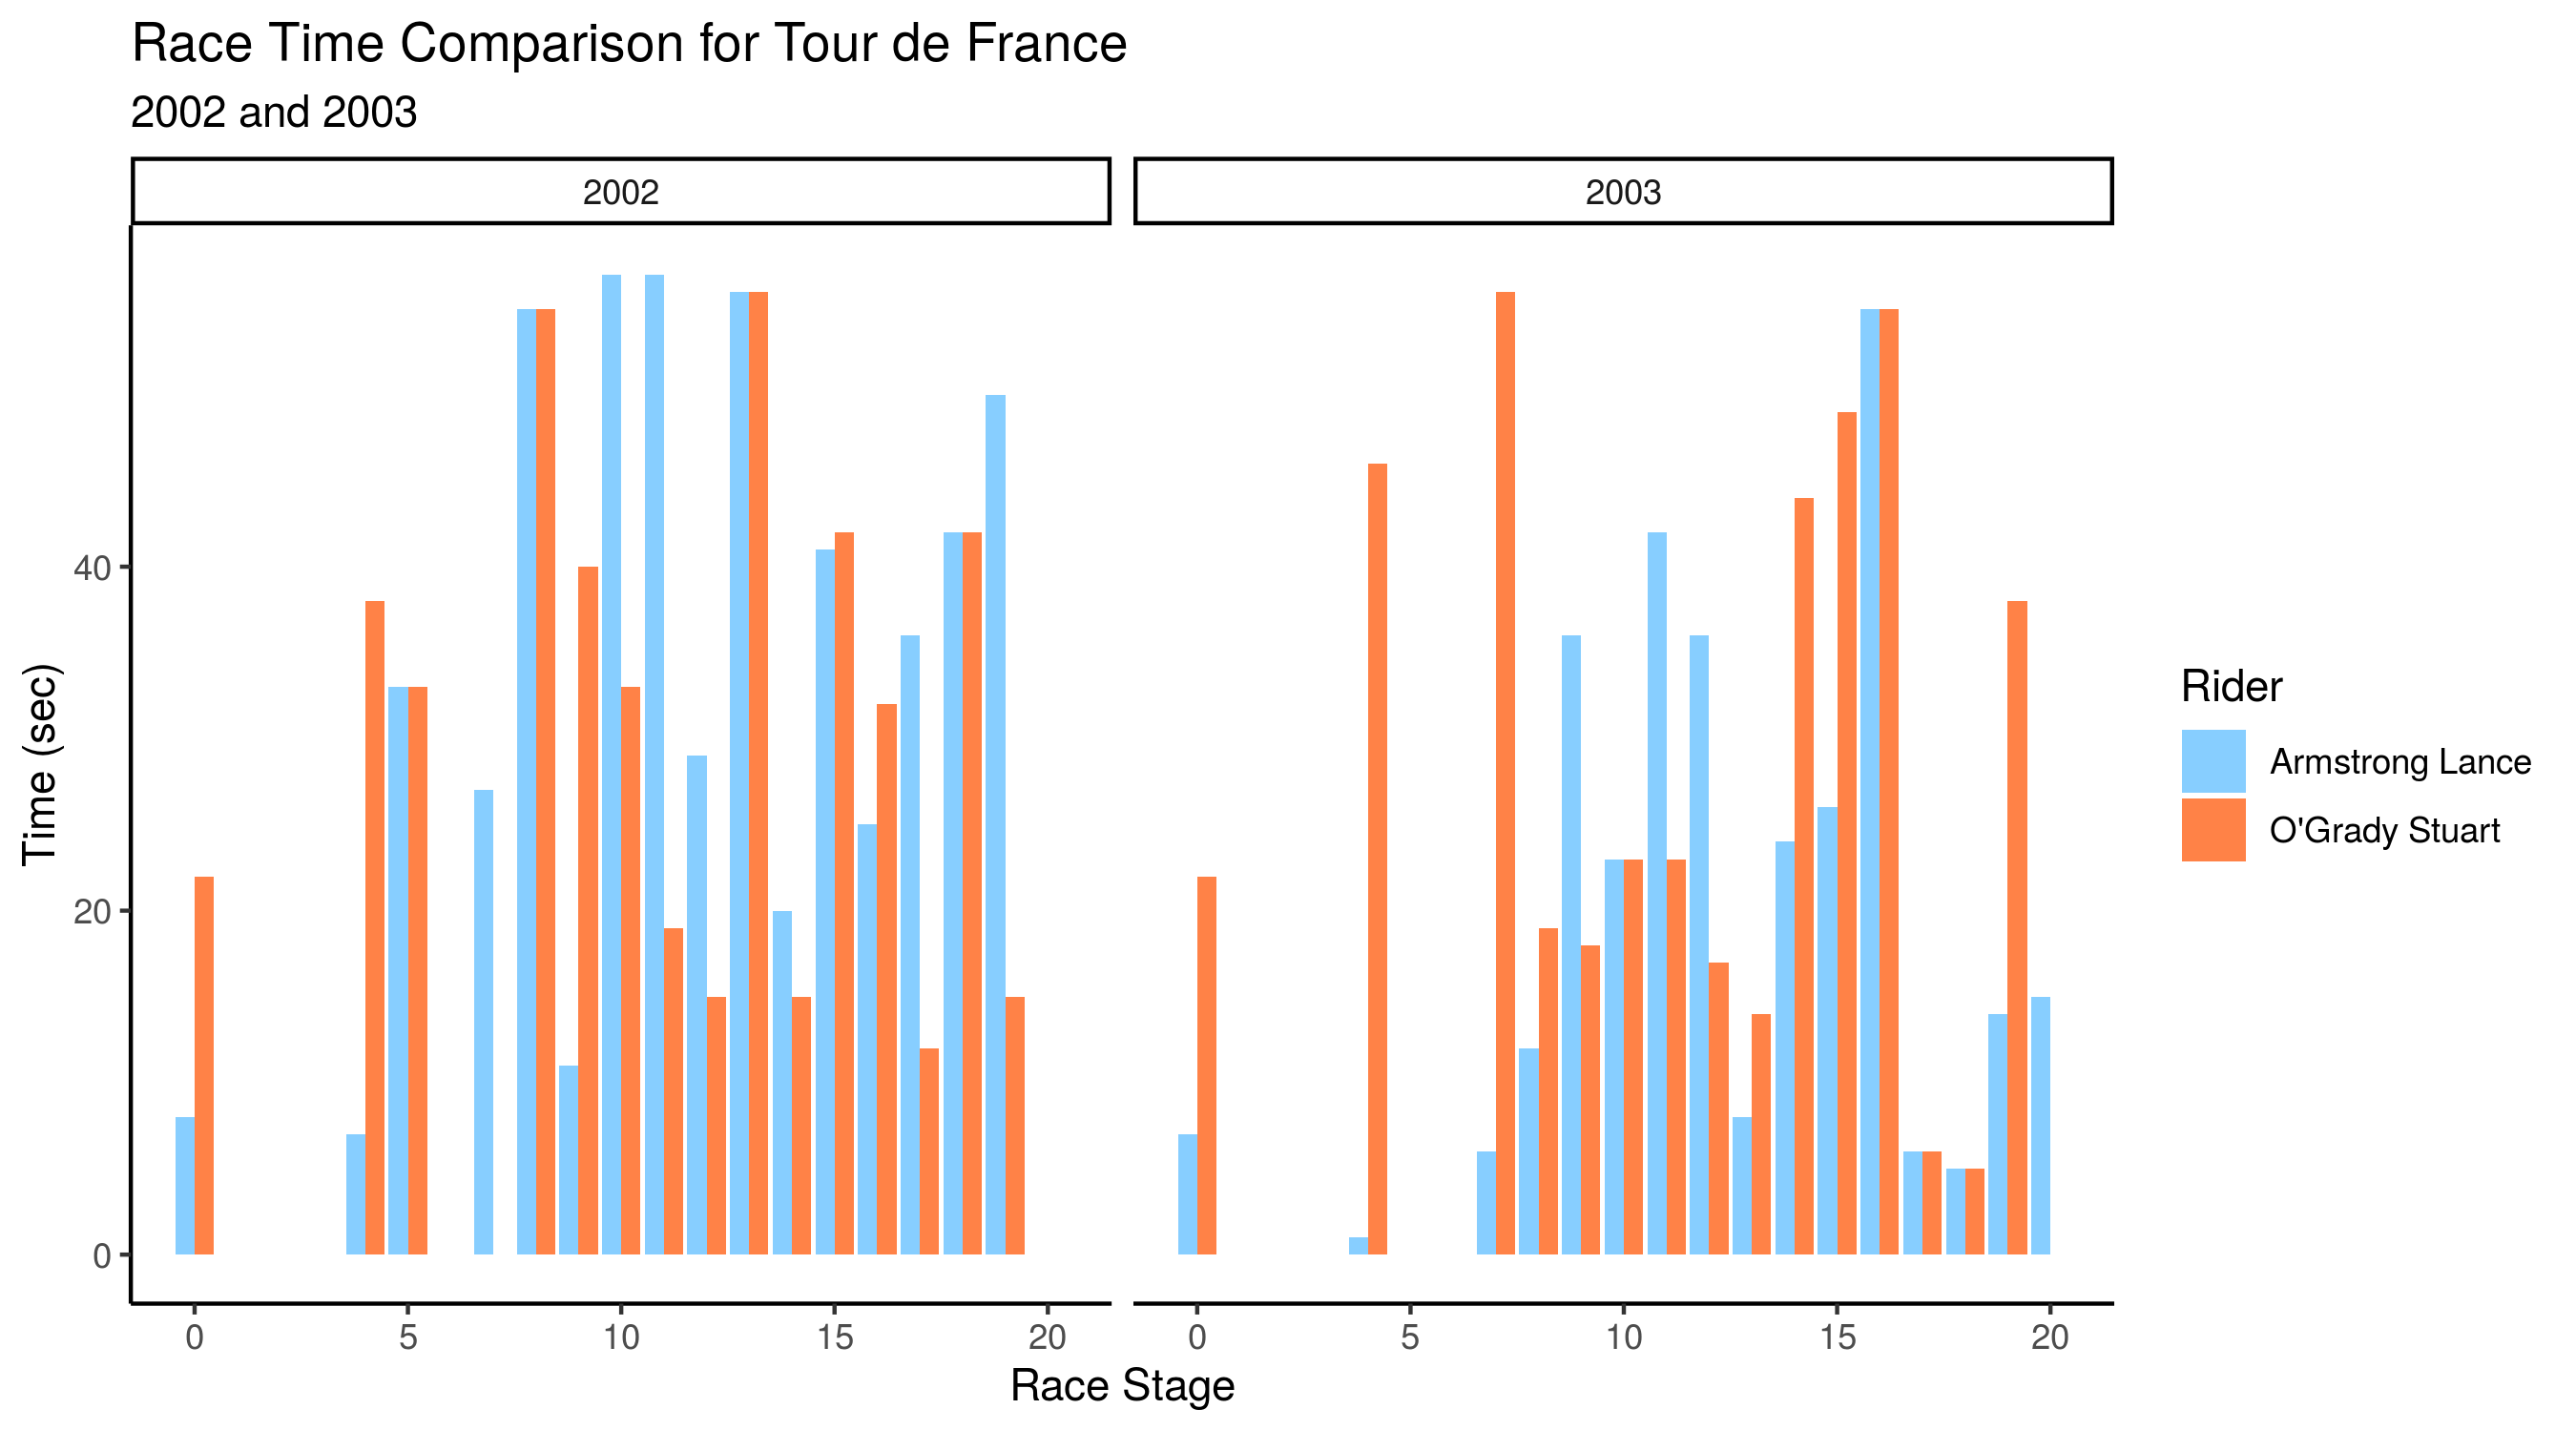 Race Time Comparison for Tour de France
2002 and 2003
2002
2003
40
20
0
Time (sec)
0 5 10 15 20
0 5 10 15 20
Race Stage
Rider
Armstrong Lance
O'Grady Stuart